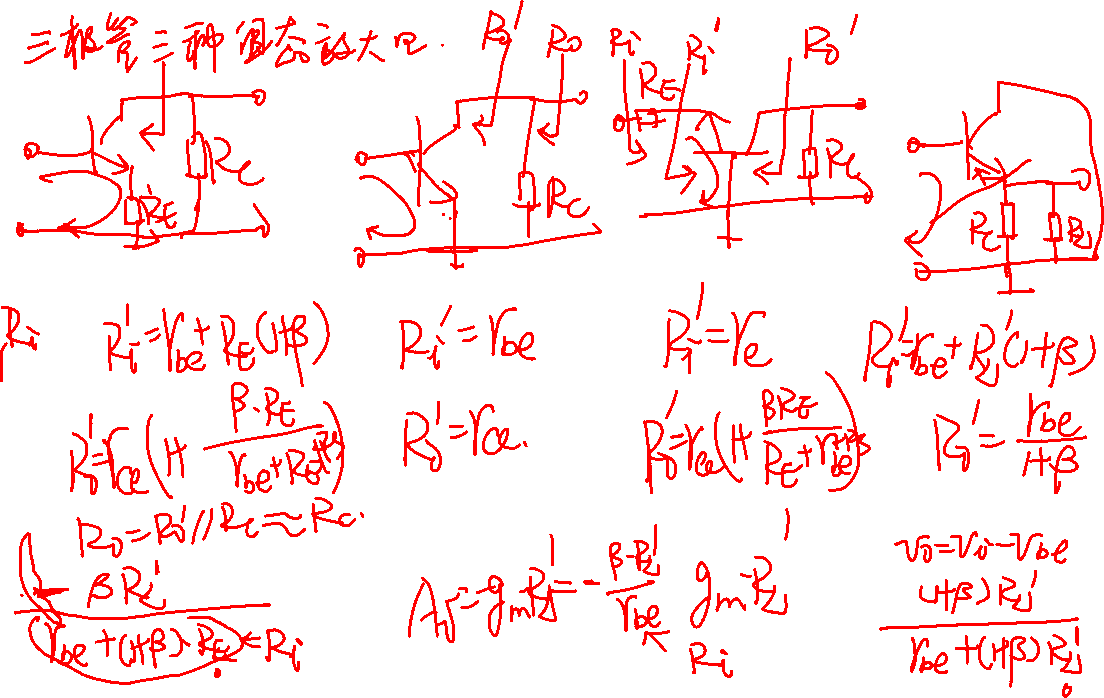 三极管三种组态放大电.
Ro' Ro Ri Ri' Ro'
RE
RC RE RC RC RE RL
Ri Ri'=rbe+RE(1+β) Ri'=rbe Ri'=re Ri'=rbe+RL'(1+β)
Ro'=rce(1+β·RE/(rbe+RE+RS)) Ro'=rce. Ro'=rce(1+βRE/(RE+rbe+RS)) Ro'=rbe/(1+β)
Ro=Ro'//Rc≈Rc.
-βRL'/(rbe+(1+β)·RE)←Ri Av=-gmRL'=-β·RL'/rbe gm·RL' vo=vi-vbe
Ri (1+β)RL'/(rbe+(1+β)RL')